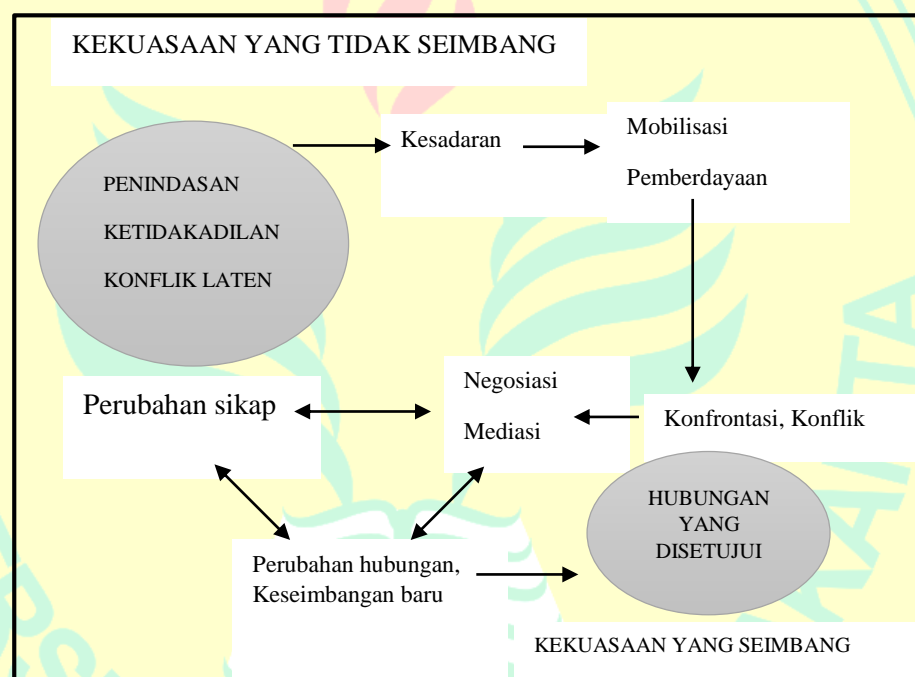 KEKUASAAN YANG TIDAK SEIMBANG
PENINDASAN
KETIDAKADILAN
KONFLIK LATEN
Kesadaran
Mobilisasi
Pemberdayaan
Perubahan sikap
Negosiasi
Mediasi
Konfrontasi, Konflik
HUBUNGAN
YANG
DISETUJUI
Perubahan hubungan,
Keseimbangan baru
KEKUASAAN YANG SEIMBANG